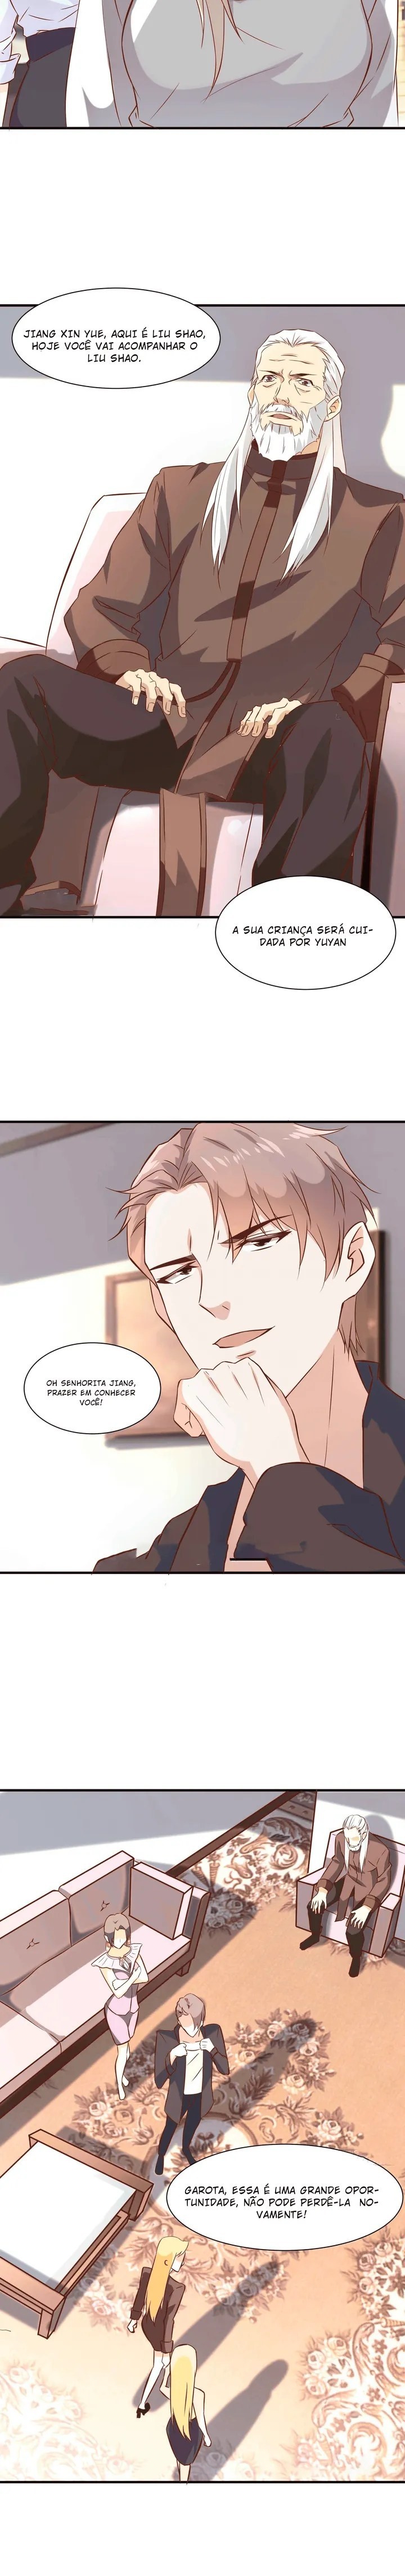 JIANG XIN YUE, AQUI É LIU SHAO,
HOJE VOCÊ VAI ACOMPANHAR O
LIU SHAO.
A SUA CRIANÇA SERÁ CUI-
DADA POR YUYAN
OH SENHORITA JIANG,
PRAZER EM CONHECER
VOCÊ!
GAROTA, ESSA É UMA GRANDE OPOR-
TUNIDADE, NÃO PODE PERDÊ-LA NO-
VAMENTE!